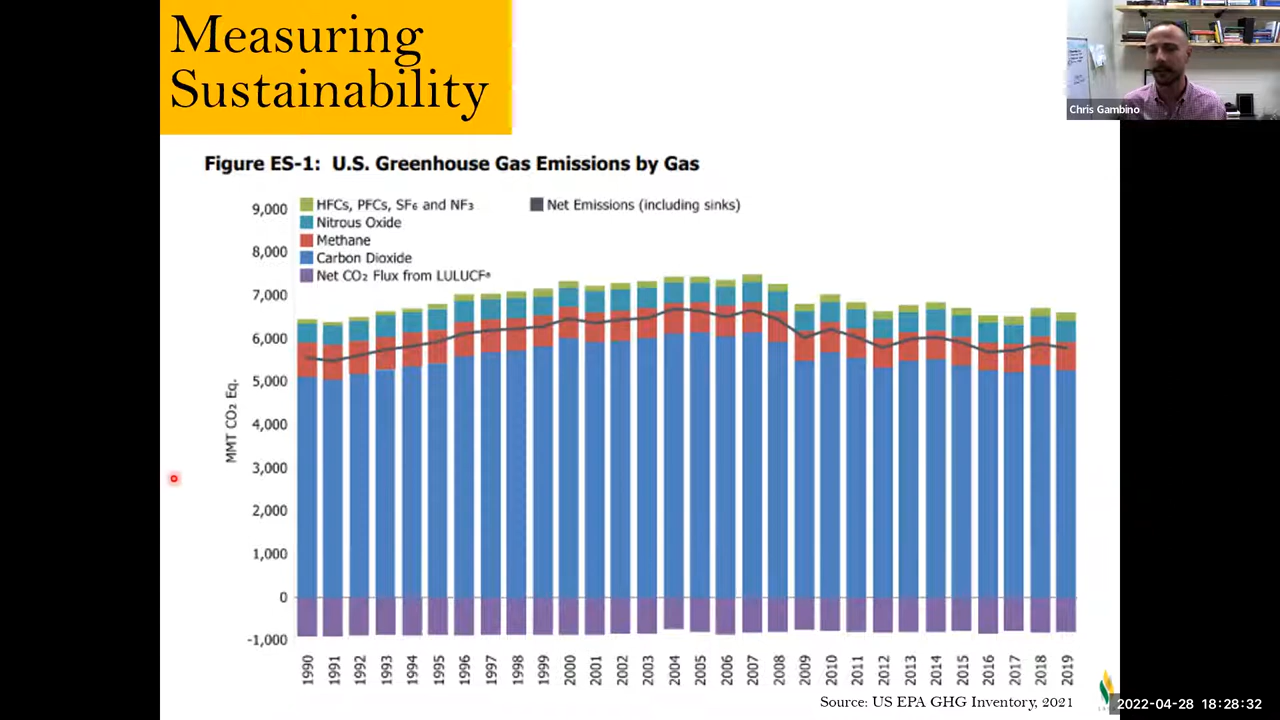 Measuring
Sustainability
Chris Gambino
Figure ES-1: U.S. Greenhouse Gas Emissions by Gas
HFCs, PFCs, SF₆ and NF₃
Nitrous Oxide
Methane
Carbon Dioxide
Net CO₂ Flux from LULUCFᵃ
Net Emissions (including sinks)
MMT CO₂ Eq.
9,000
8,000
7,000
6,000
5,000
4,000
3,000
2,000
1,000
0
-1,000
1990 1991 1992 1993 1994 1995 1996 1997 1998 1999 2000 2001 2002 2003 2004 2005 2006 2007 2008 2009 2010 2011 2012 2013 2014 2015 2016 2017 2018 2019
Source: US EPA GHG Inventory, 2021
2022-04-28 18:28:32